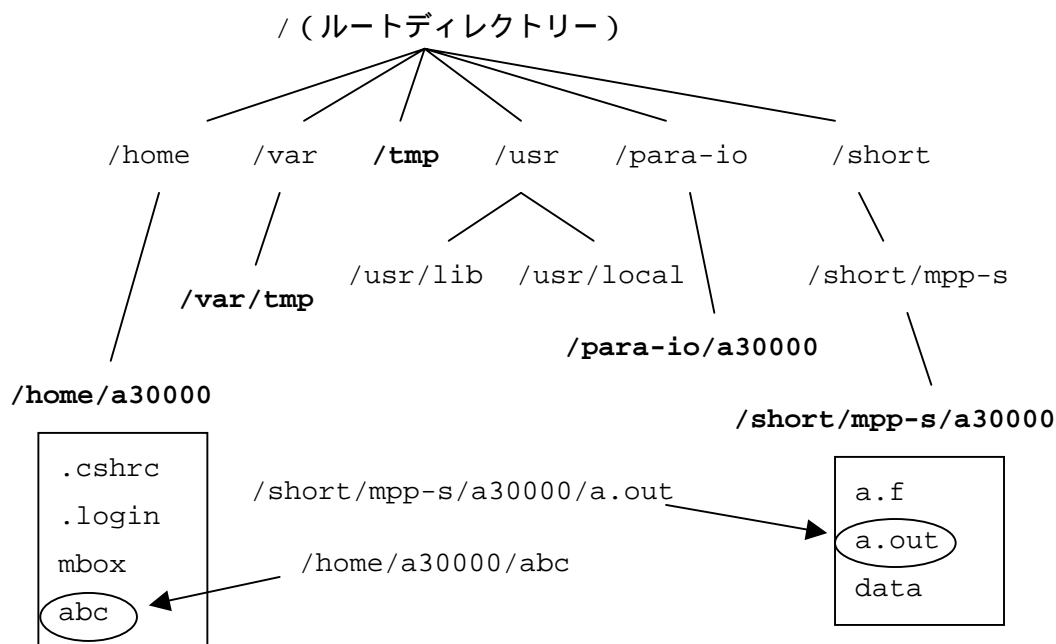 /（ルートディレクトリー）
/home /var /tmp /usr /para-io /short
/usr/lib /usr/local /short/mpp-s
/var/tmp
/para-io/a30000
/home/a30000
/short/mpp-s/a30000
.cshrc
.login
mbox
abc
/short/mpp-s/a30000/a.out
/home/a30000/abc
a.f
a.out
data